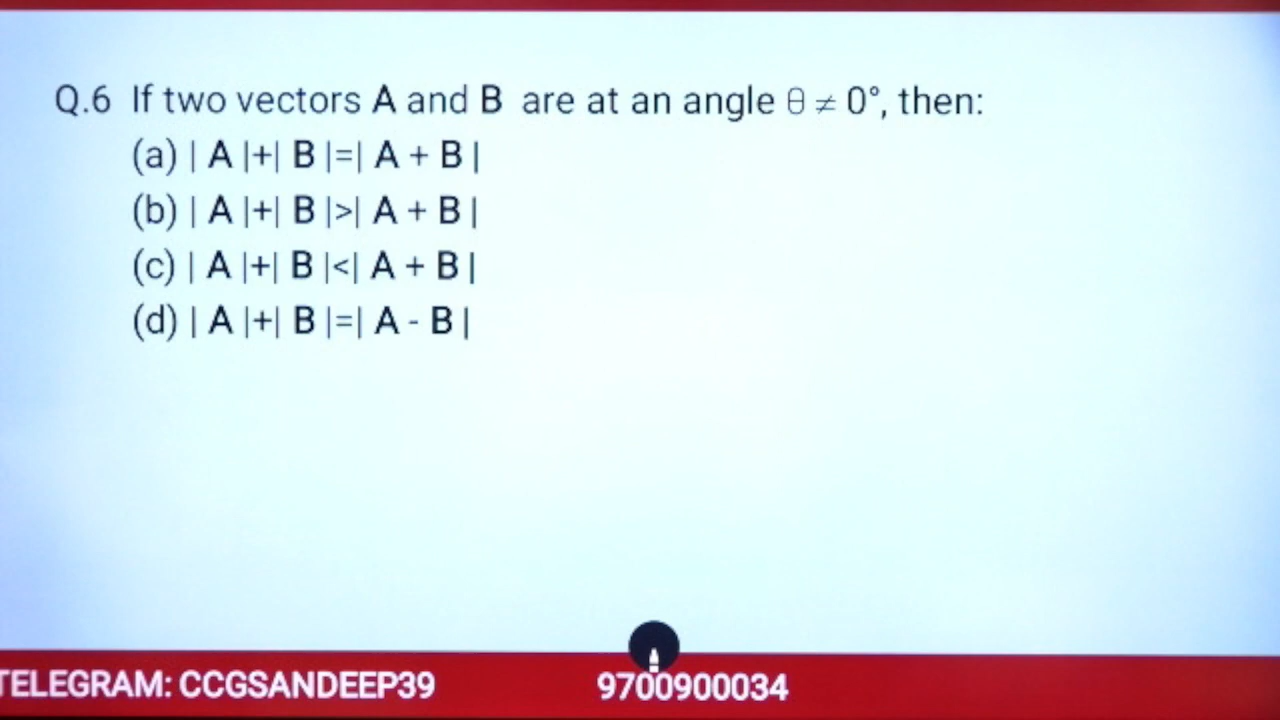 Q.6 If two vectors A and B are at an angle θ ≠ 0°, then:
(a) | A |+| B |=| A + B |
(b) | A |+| B |>| A + B |
(c) | A |+| B |<| A + B |
(d) | A |+| B |=| A - B |
TELEGRAM: CCGSANDEEP39 9700900034